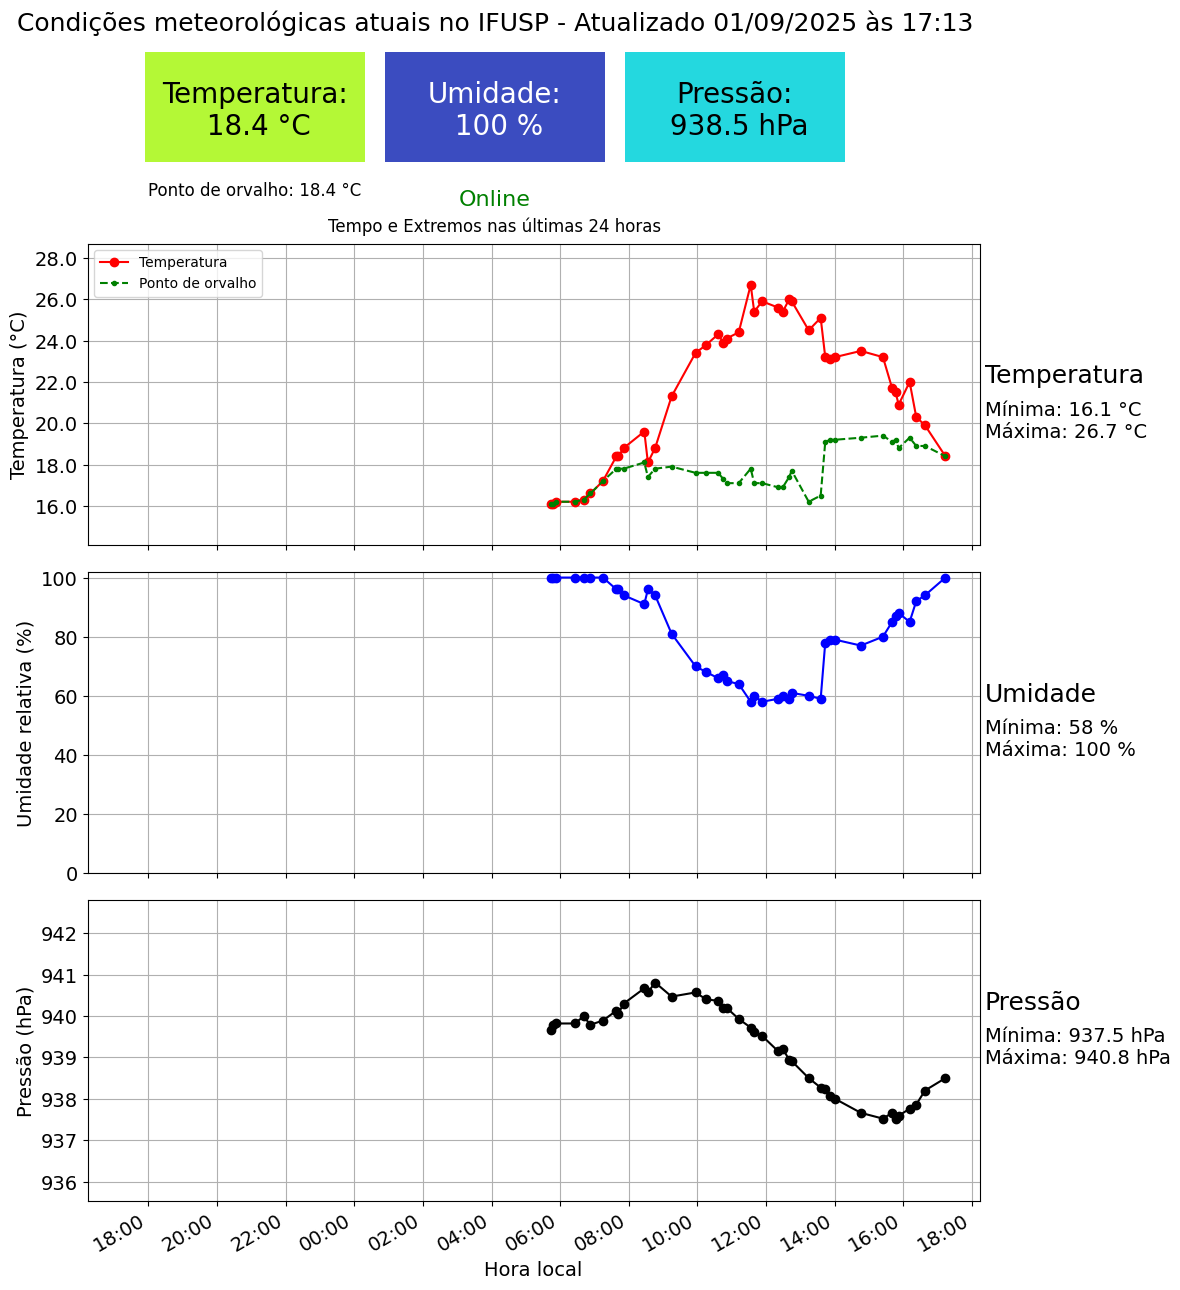 Condições meteorológicas atuais no IFUSP - Atualizado 01/09/2025 às 17:13
Temperatura:
18.4 °C
Umidade:
100 %
Pressão:
938.5 hPa
Ponto de orvalho: 18.4 °C
Online
Tempo e Extremos nas últimas 24 horas
Temperatura
Ponto de orvalho
Temperatura (°C)
28.0
26.0
24.0
22.0
20.0
18.0
16.0
Temperatura
Mínima: 16.1 °C
Máxima: 26.7 °C
Umidade relativa (%)
100
80
60
40
20
0
Umidade
Mínima: 58 %
Máxima: 100 %
Pressão (hPa)
942
941
940
939
938
937
936
Pressão
Mínima: 937.5 hPa
Máxima: 940.8 hPa
18:00
20:00
22:00
00:00
02:00
04:00
06:00
08:00
10:00
12:00
14:00
16:00
18:00
Hora local